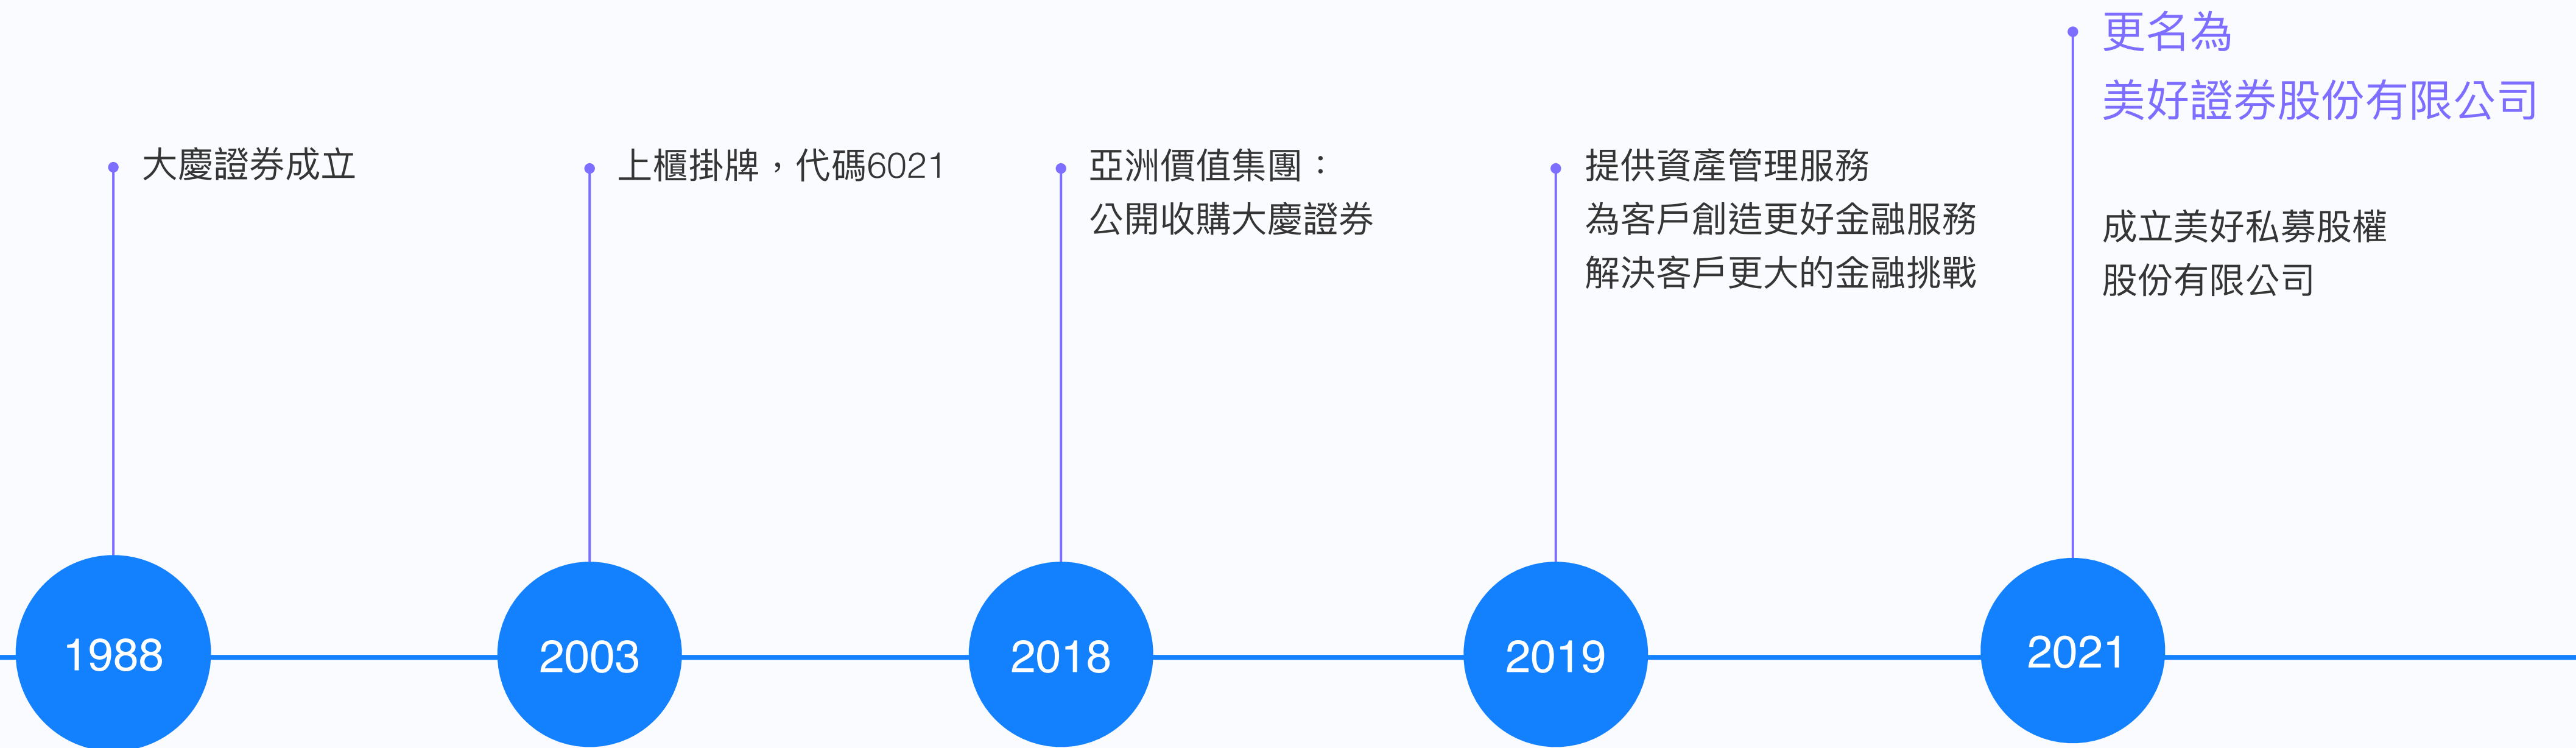 大慶證券成立
1988
上櫃掛牌，代碼6021
2003
亞洲價值集團：
公開收購大慶證券
2018
提供資產管理服務
為客戶創造更好金融服務
解決客戶更大的金融挑戰
2019
更名為
美好證券股份有限公司
成立美好私募股權
股份有限公司
2021